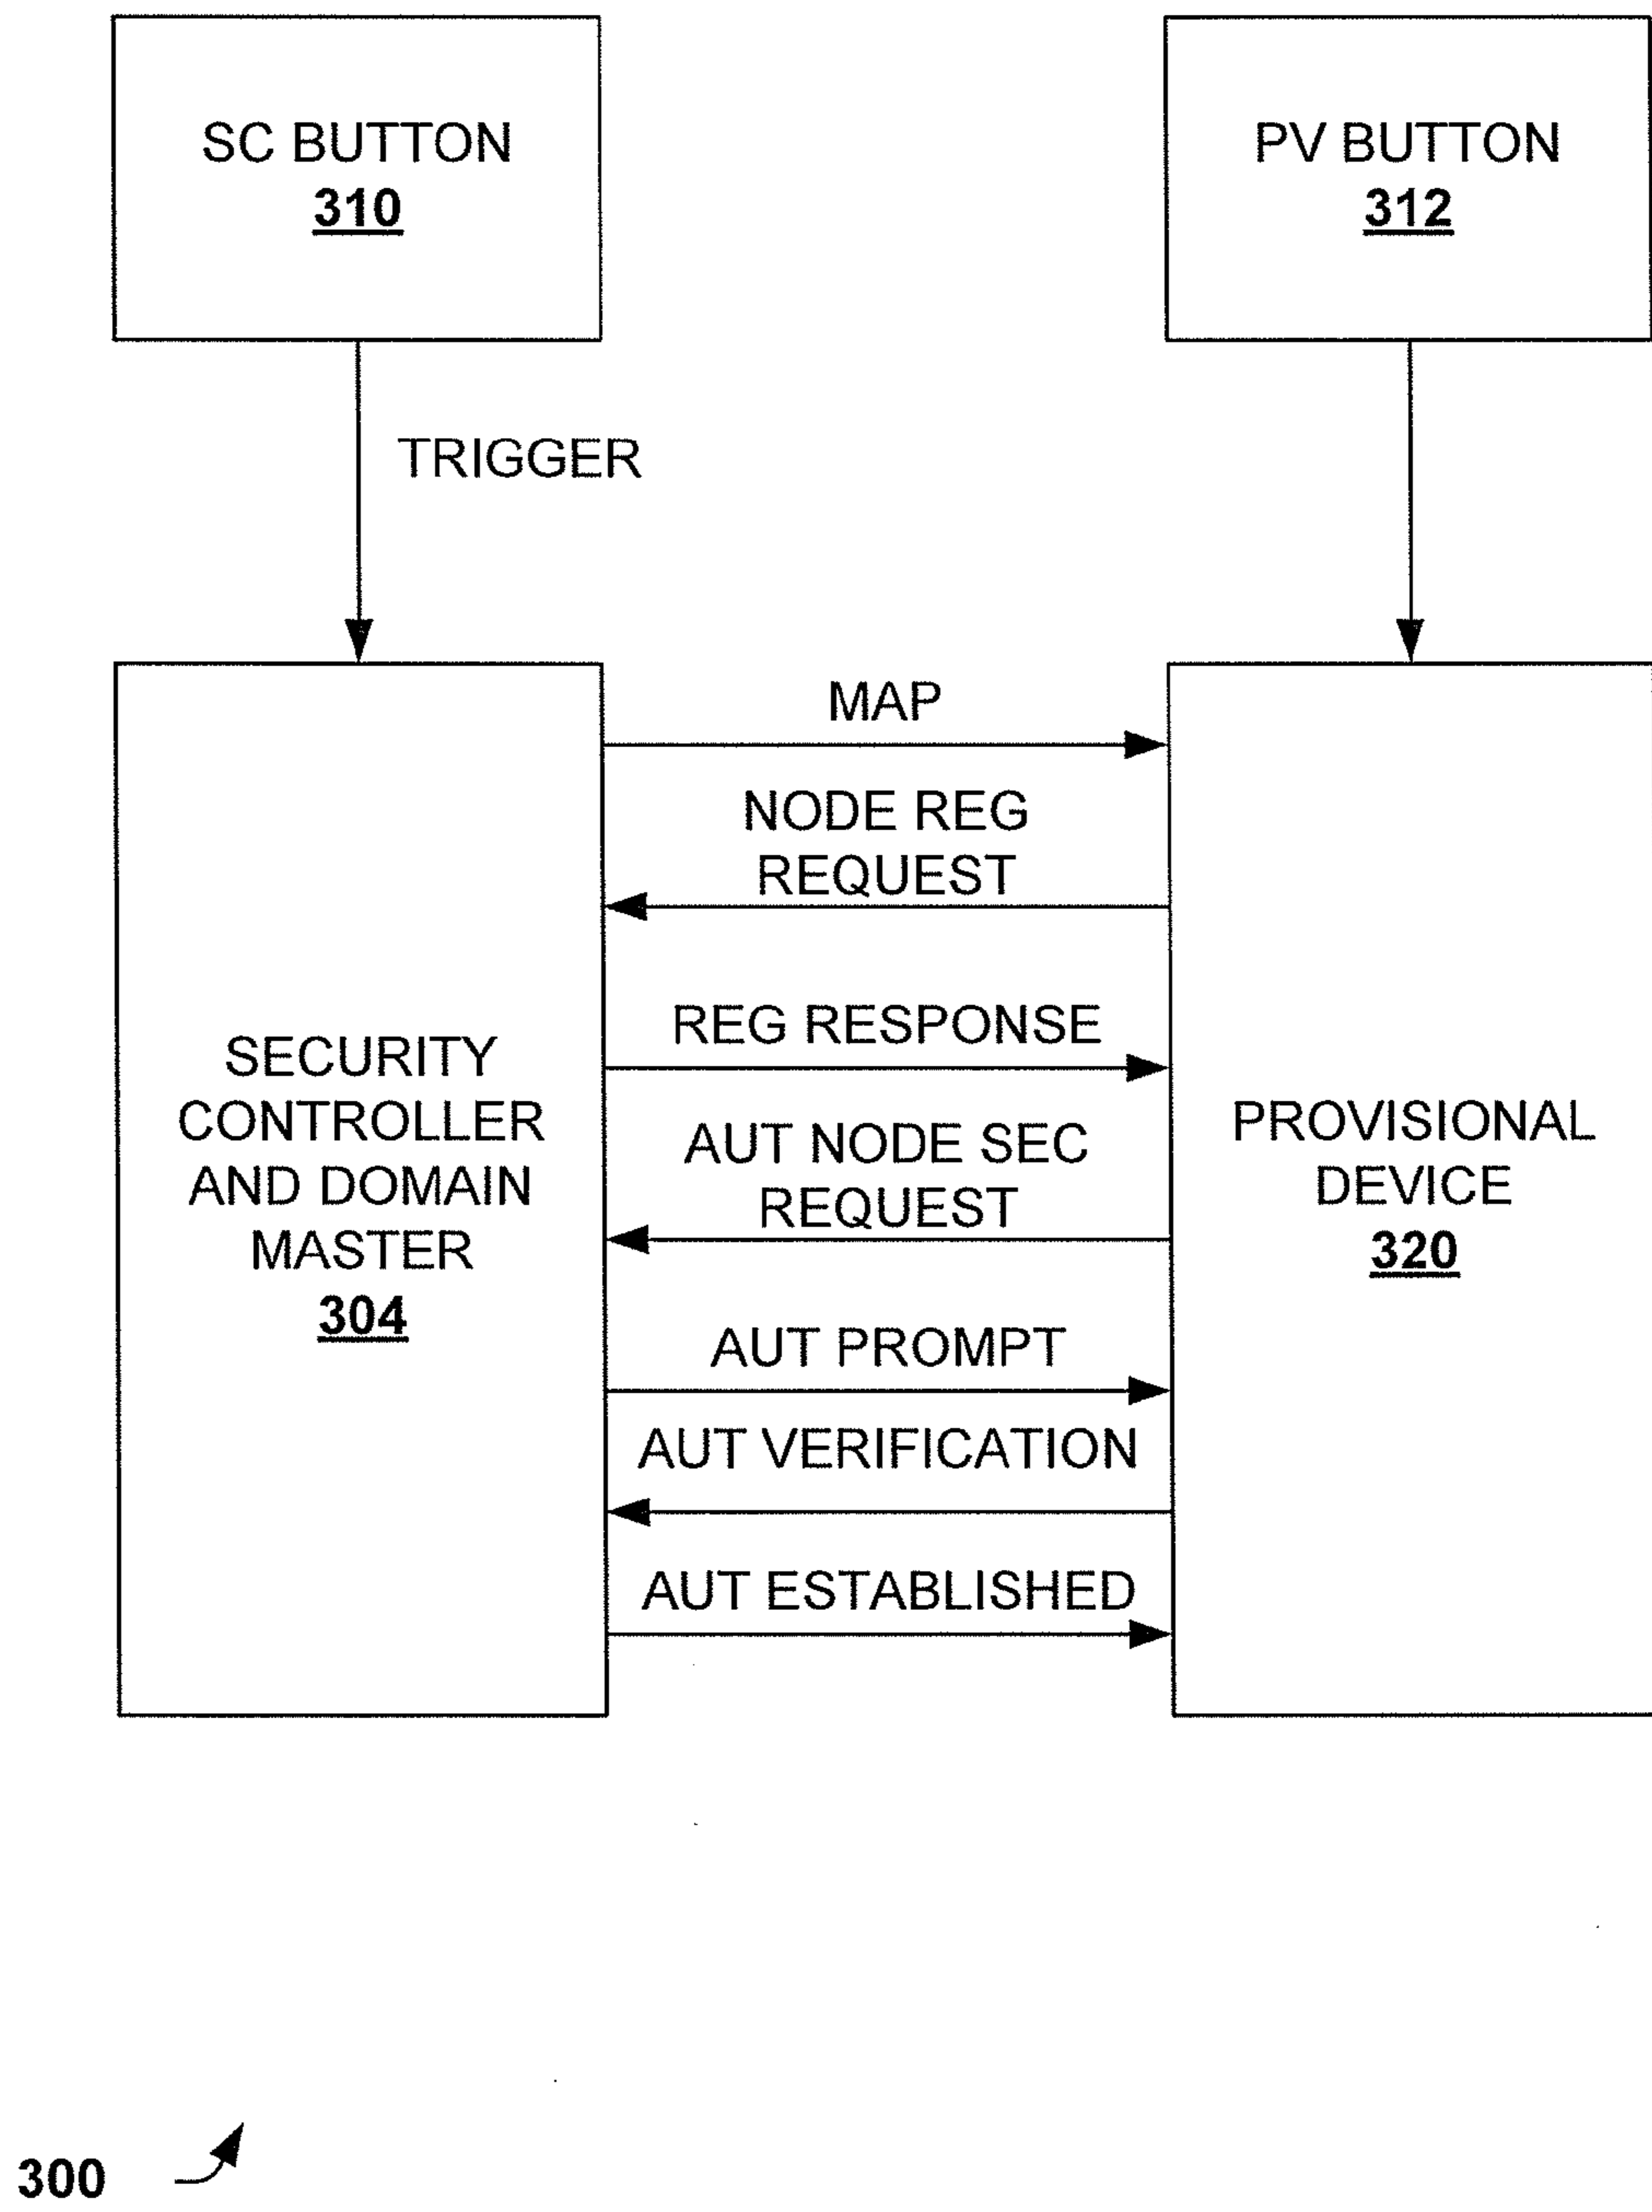 SC BUTTON
310
PV BUTTON
312
TRIGGER
MAP
NODE REG
REQUEST
REG RESPONSE
SECURITY
CONTROLLER
AND DOMAIN
MASTER
304
AUT NODE SEC
REQUEST
PROVISIONAL
DEVICE
320
AUT PROMPT
AUT VERIFICATION
AUT ESTABLISHED
300